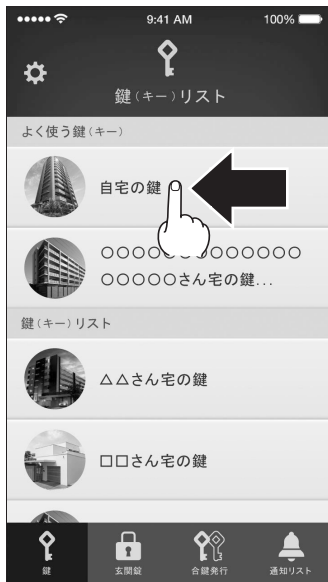 9:41 AM
100%
鍵（キー）リスト
よく使う鍵（キー）
自宅の鍵
○○○○○○○○○○○○○
○○○○○さん宅の鍵...
鍵（キー）リスト
△△さん宅の鍵
□□さん宅の鍵
鍵
玄関錠
合鍵発行
通知リスト